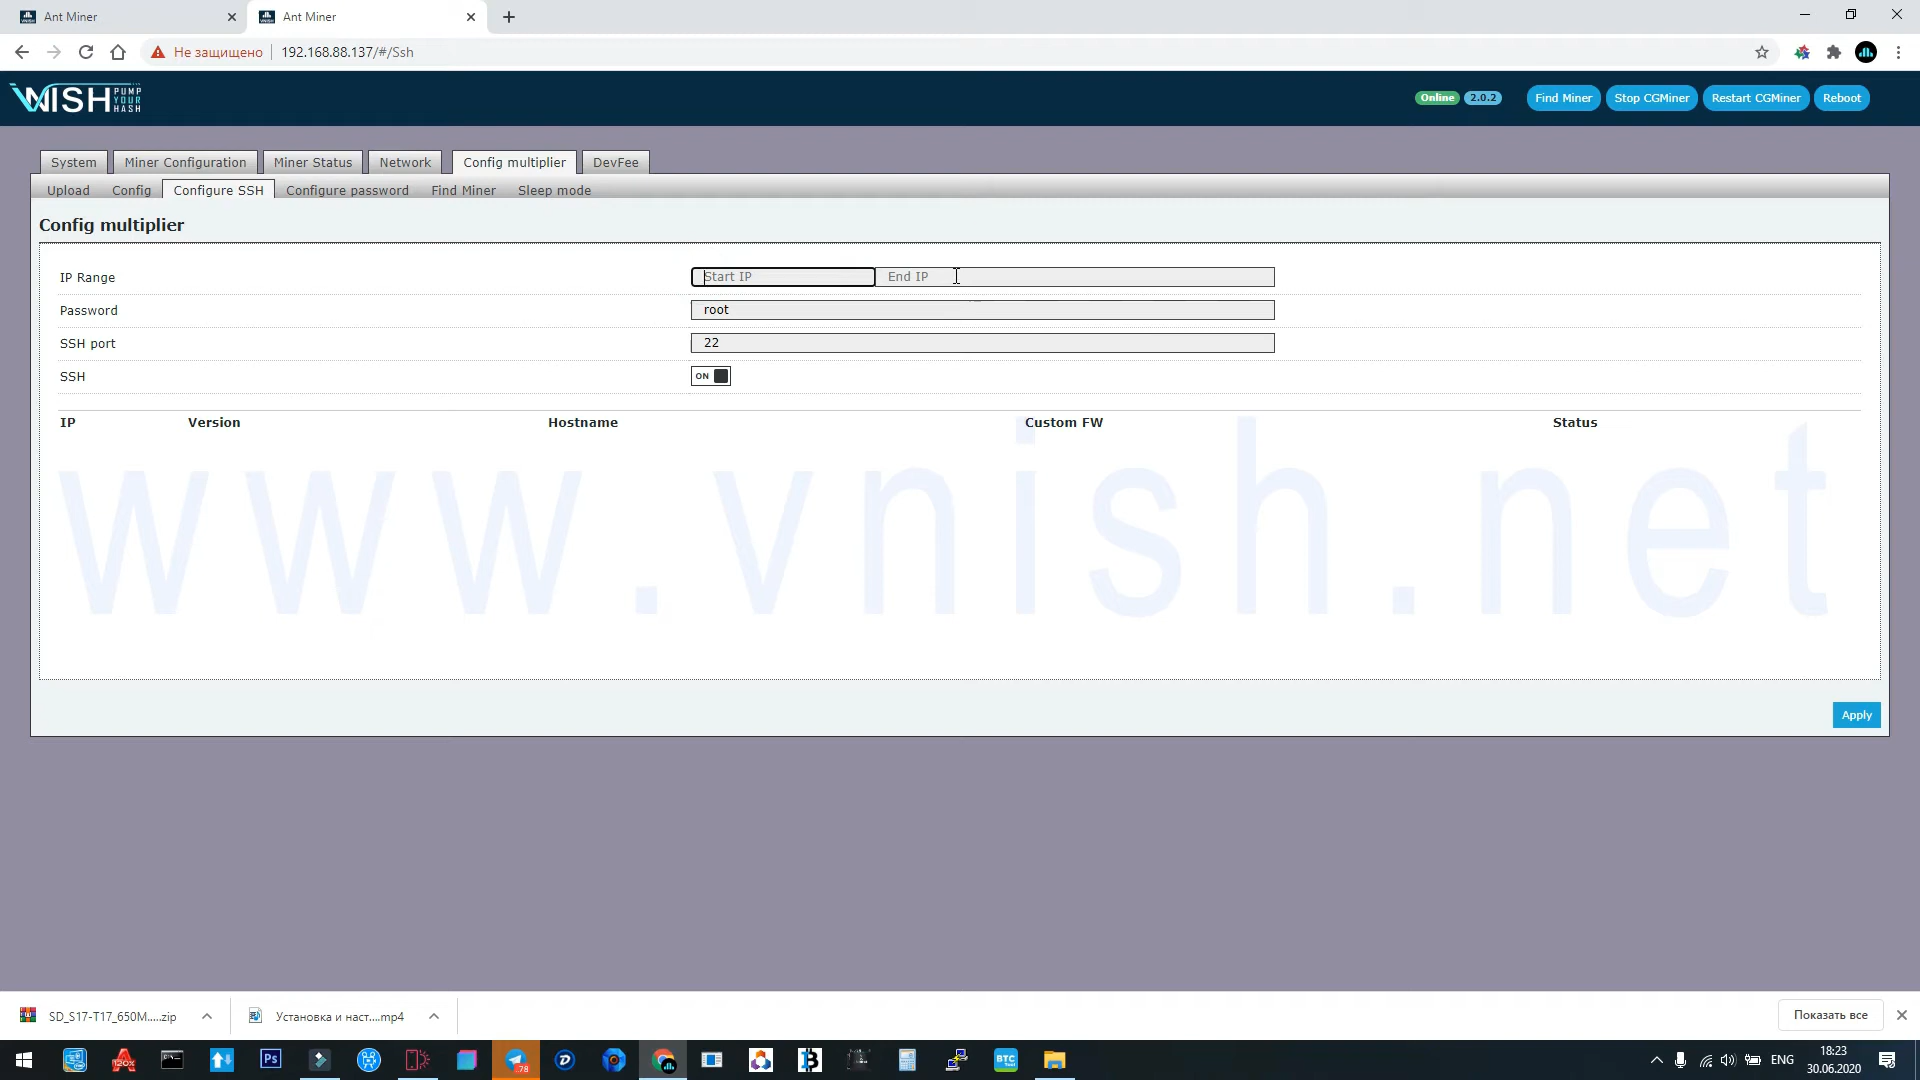 Ant Miner
Ant Miner
Не защищено
192.168.88.137/#/Ssh
VNISH PUMP YOUR HASH
Online
2.0.2
Find Miner
Stop CGMiner
Restart CGMiner
Reboot
System
Miner Configuration
Miner Status
Network
Config multiplier
DevFee
Upload
Config
Configure SSH
Configure password
Find Miner
Sleep mode
Config multiplier
IP Range
Start IP
End IP
Password
root
SSH port
22
SSH
ON
IP
Version
Hostname
Custom FW
Status
www.vnish.net
Apply
SD_S17-T17_650M.....zip
Установка и наст....mp4
Показать все
Ps
120X
78
BTC
ENG
18:23
30.06.2020